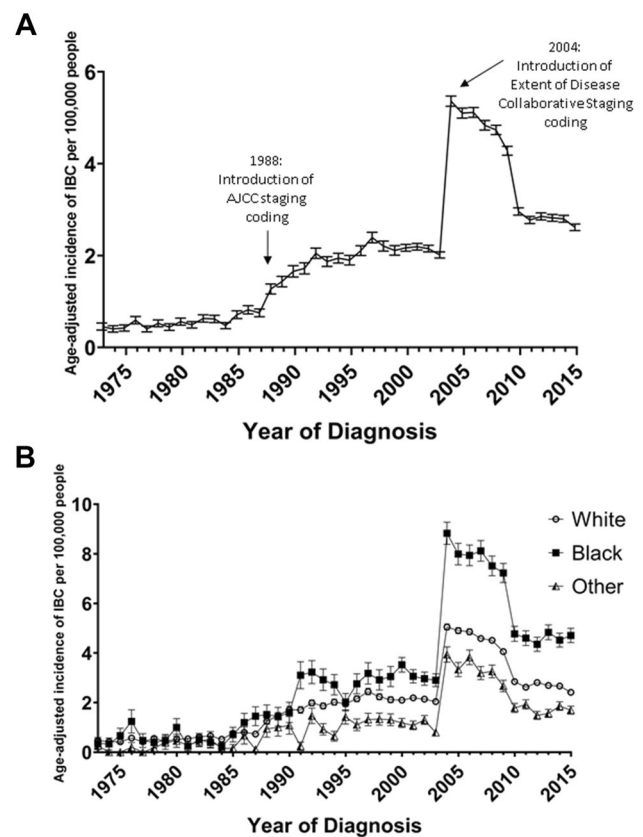 A
Age-adjusted incidence of IBC per 100,000 people
6
4
2
0
1988:
Introduction of
AJCC staging
coding
2004:
Introduction of
Extent of Disease
Collaborative Staging
coding
1975
1980
1985
1990
1995
2000
2005
2010
2015
Year of Diagnosis
B
Age-adjusted incidence of IBC per 100,000 people
10
8
6
4
2
0
White
Black
Other
1975
1980
1985
1990
1995
2000
2005
2010
2015
Year of Diagnosis